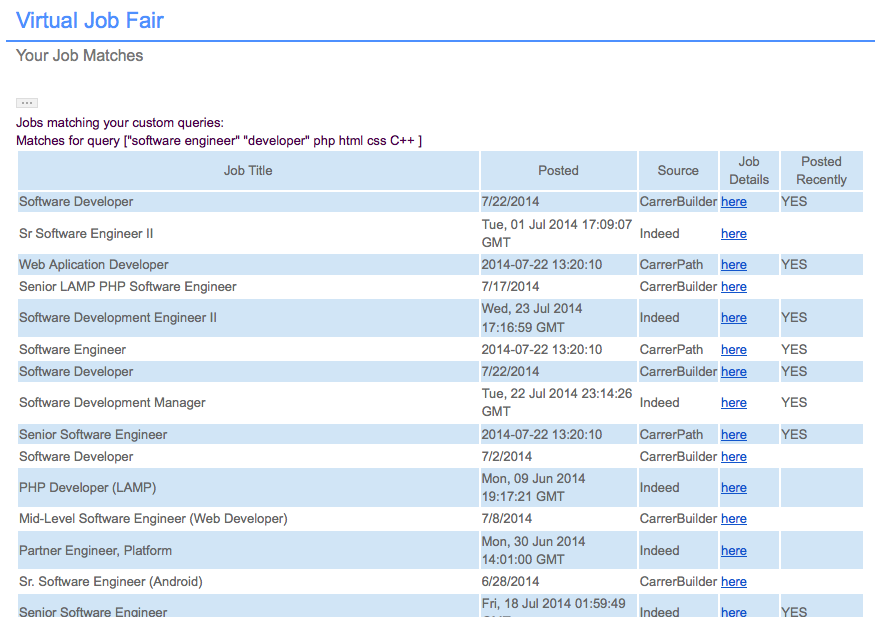 Virtual Job Fair
Your Job Matches
...
Jobs matching your custom queries:
Matches for query ["software engineer" "developer" php html css C++ ]
Job Title Posted Source Job Details Posted Recently
Software Developer 7/22/2014 CarrerBuilder here YES
Sr Software Engineer II Tue, 01 Jul 2014 17:09:07 GMT Indeed here
Web Aplication Developer 2014-07-22 13:20:10 CarrerPath here YES
Senior LAMP PHP Software Engineer 7/17/2014 CarrerBuilder here
Software Development Engineer II Wed, 23 Jul 2014 17:16:59 GMT Indeed here YES
Software Engineer 2014-07-22 13:20:10 CarrerPath here YES
Software Developer 7/22/2014 CarrerBuilder here YES
Software Development Manager Tue, 22 Jul 2014 23:14:26 GMT Indeed here YES
Senior Software Engineer 2014-07-22 13:20:10 CarrerPath here YES
Software Developer 7/2/2014 CarrerBuilder here
PHP Developer (LAMP) Mon, 09 Jun 2014 19:17:21 GMT Indeed here
Mid-Level Software Engineer (Web Developer) 7/8/2014 CarrerBuilder here
Partner Engineer, Platform Mon, 30 Jun 2014 14:01:00 GMT Indeed here
Sr. Software Engineer (Android) 6/28/2014 CarrerBuilder here
Senior Software Engineer Fri, 18 Jul 2014 01:59:49 Indeed here YES